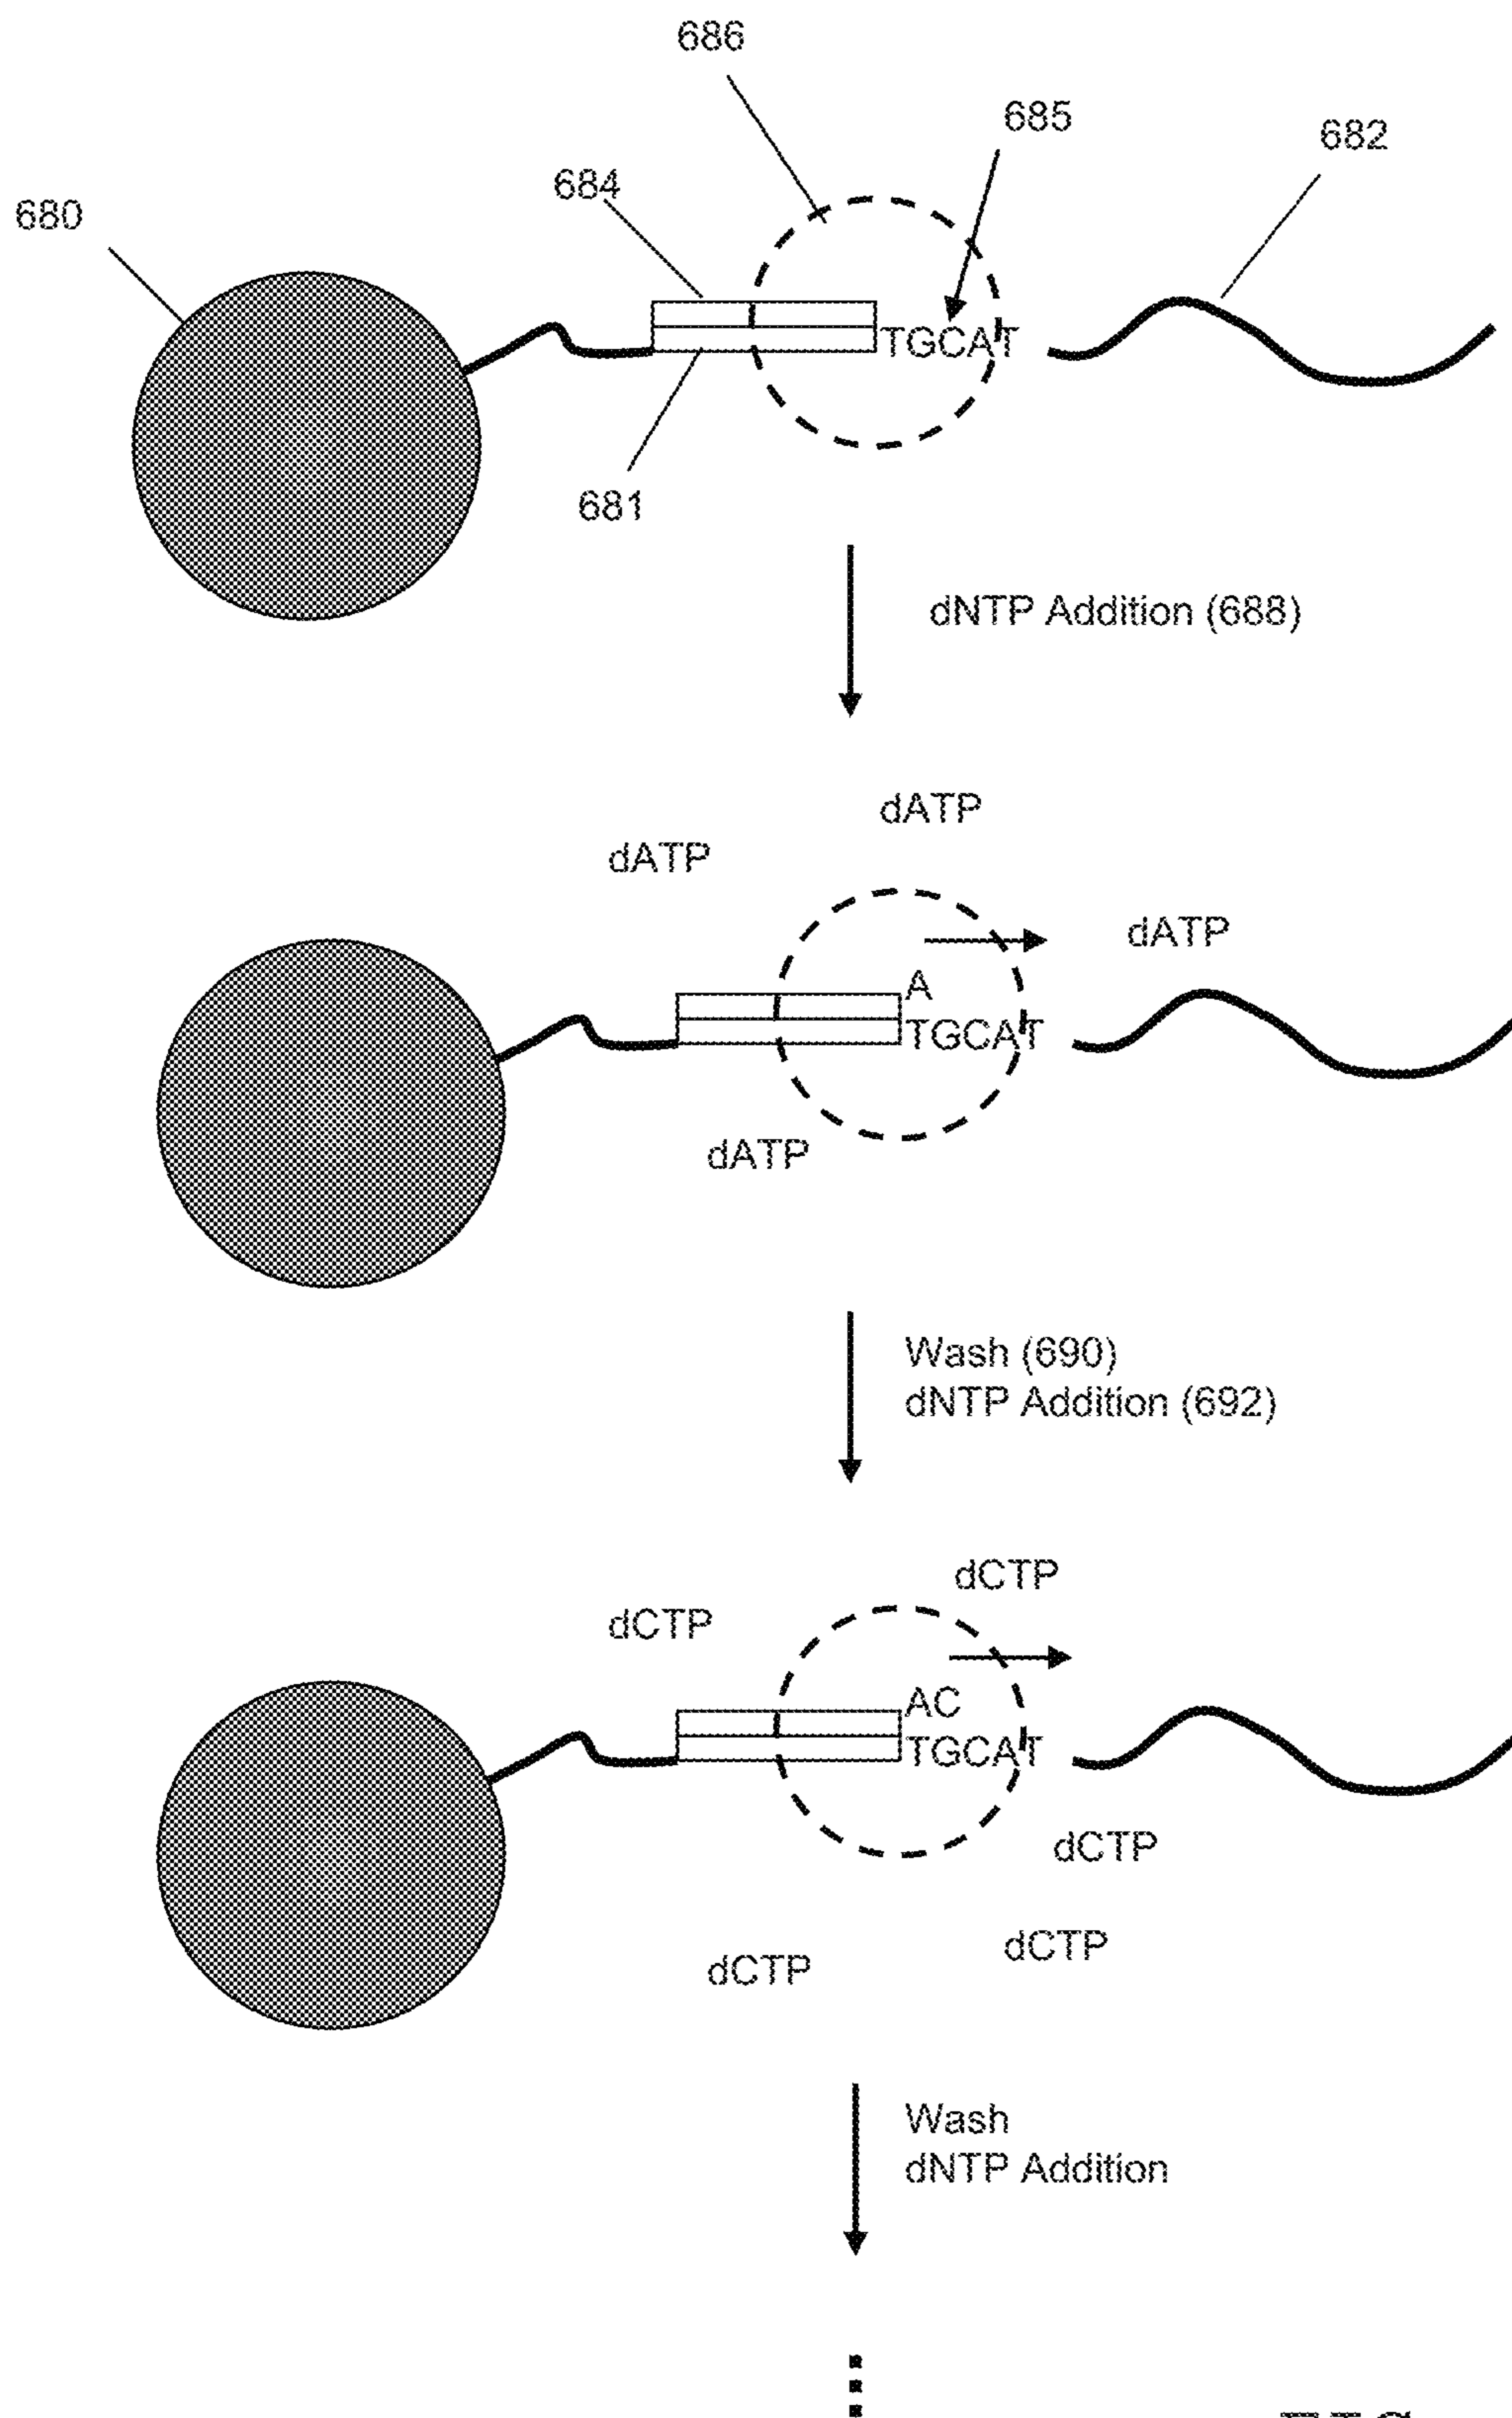 686
685
682
684
680
TGCAT
681
dNTP Addition (688)
dATP
dATP
dATP
A
TGCAT
dATP
Wash (690)
dNTP Addition (692)
dCTP
dCTP
AC
TGCAT
dCTP
dCTP
dCTP
Wash
dNTP Addition